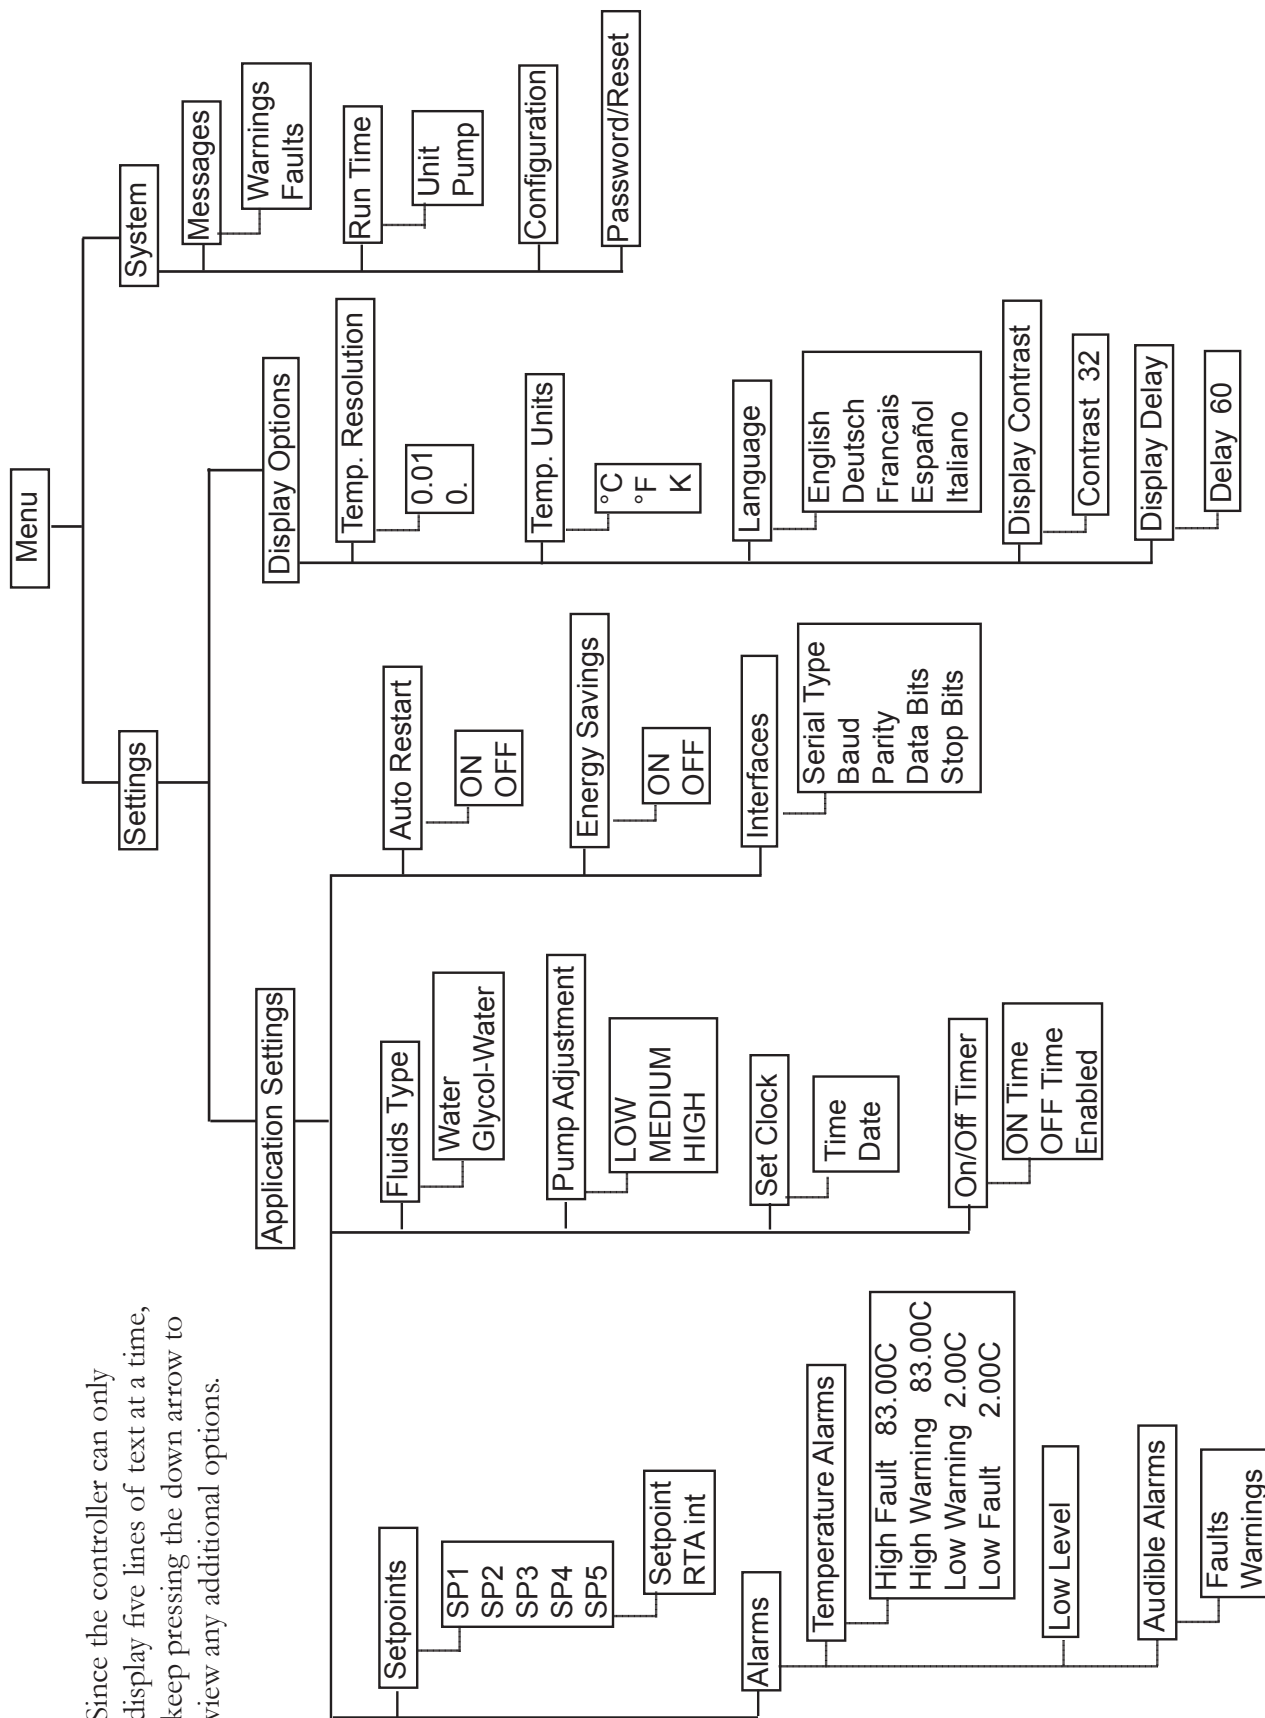 Since the controller can only
display five lines of text at a time,
keep pressing the down arrow to
view any additional options.
Menu
Settings
Application Settings
Setpoints
SP1
SP2
SP3
SP4
SP5
Setpoint
RTA int
Alarms
Temperature Alarms
High Fault 83.00C
High Warning 83.00C
Low Warning 2.00C
Low Fault 2.00C
Low Level
Audible Alarms
Faults
Warnings
Fluids Type
Water
Glycol-Water
Pump Adjustment
LOW
MEDIUM
HIGH
Set Clock
Time
Date
On/Off Timer
ON Time
OFF Time
Enabled
Auto Restart
ON
OFF
Energy Savings
ON
OFF
Interfaces
Serial Type
Baud
Parity
Data Bits
Stop Bits
Display Options
Temp. Resolution
0.01
0.
Temp. Units
°C
°F
K
Language
English
Deutsch
Francais
Español
Italiano
Display Contrast
Contrast 32
Display Delay
Delay 60
System
Messages
Warnings
Faults
Run Time
Unit
Pump
Configuration
Password/Reset